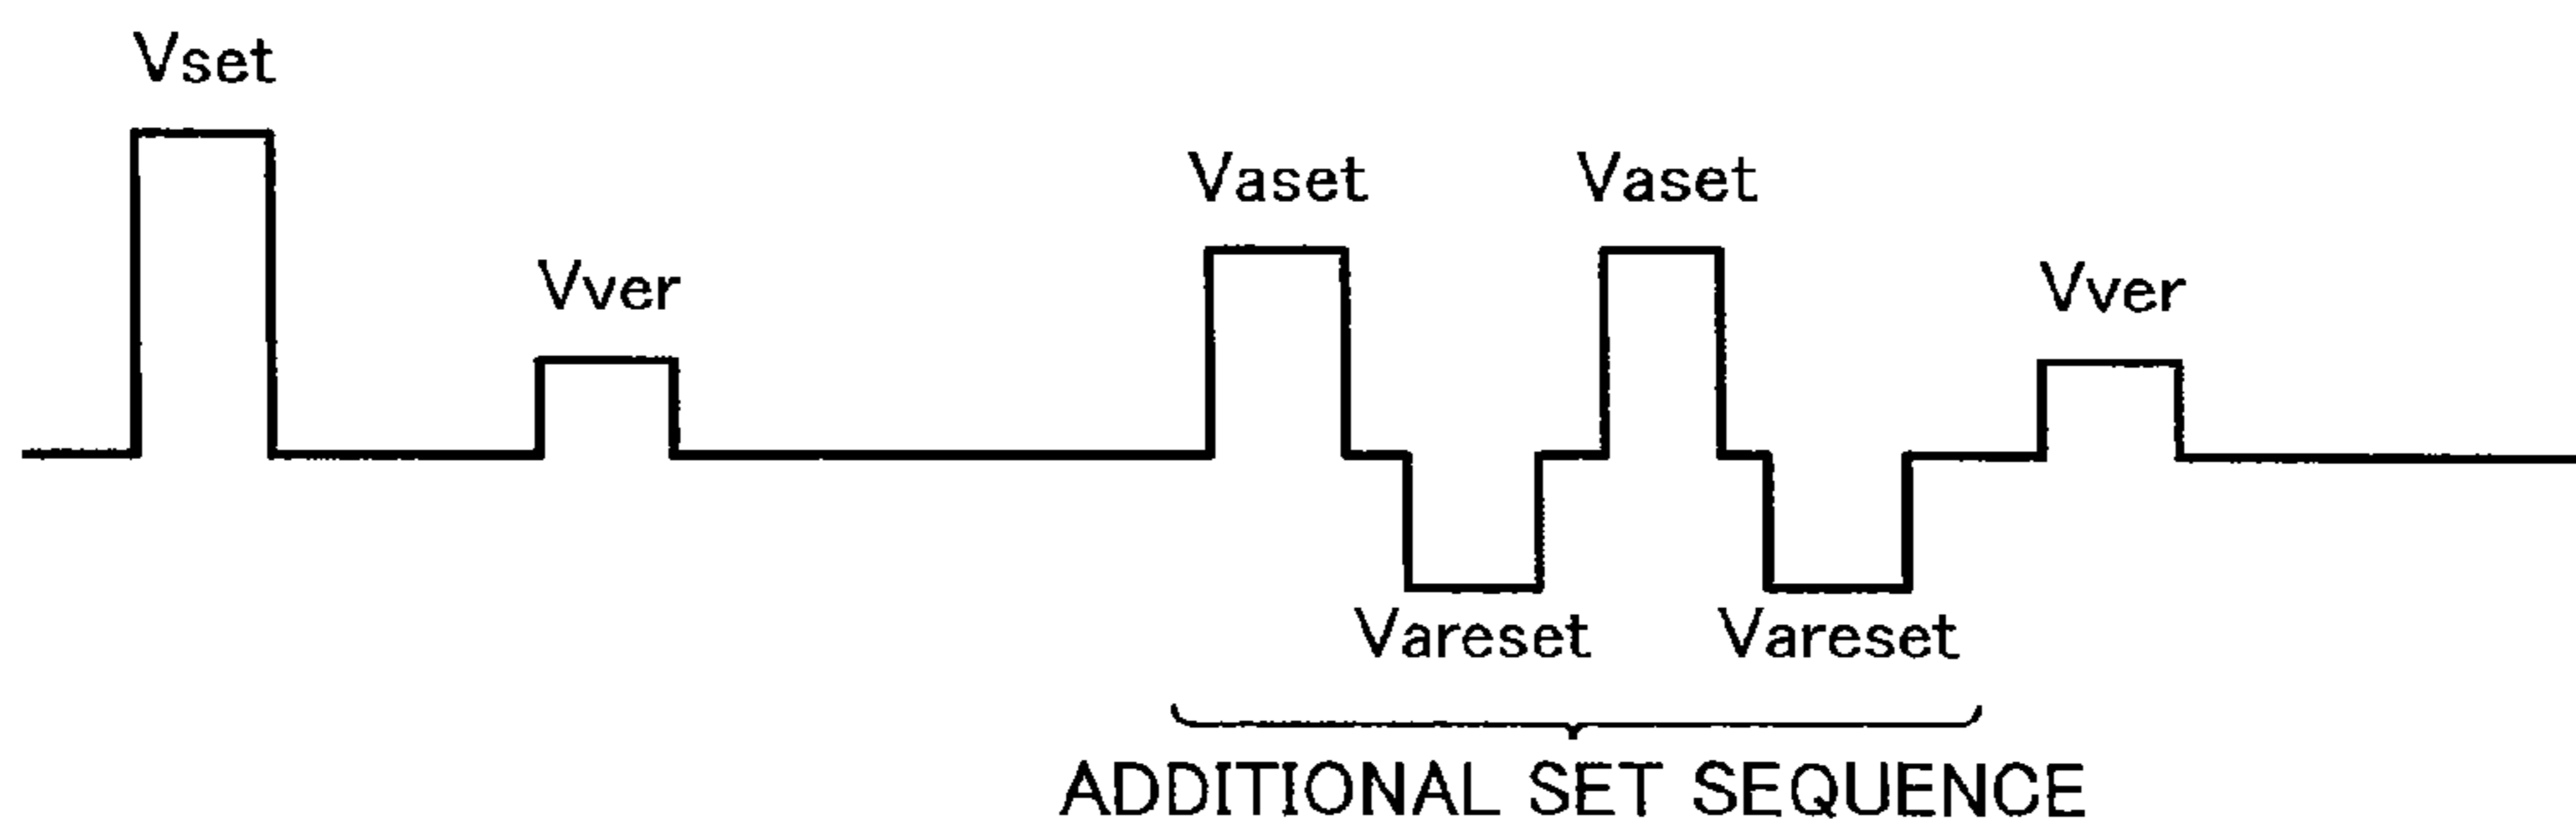 Vset
Vaset
Vaset
Vver
Vver
Vareset
Vareset
ADDITIONAL SET SEQUENCE